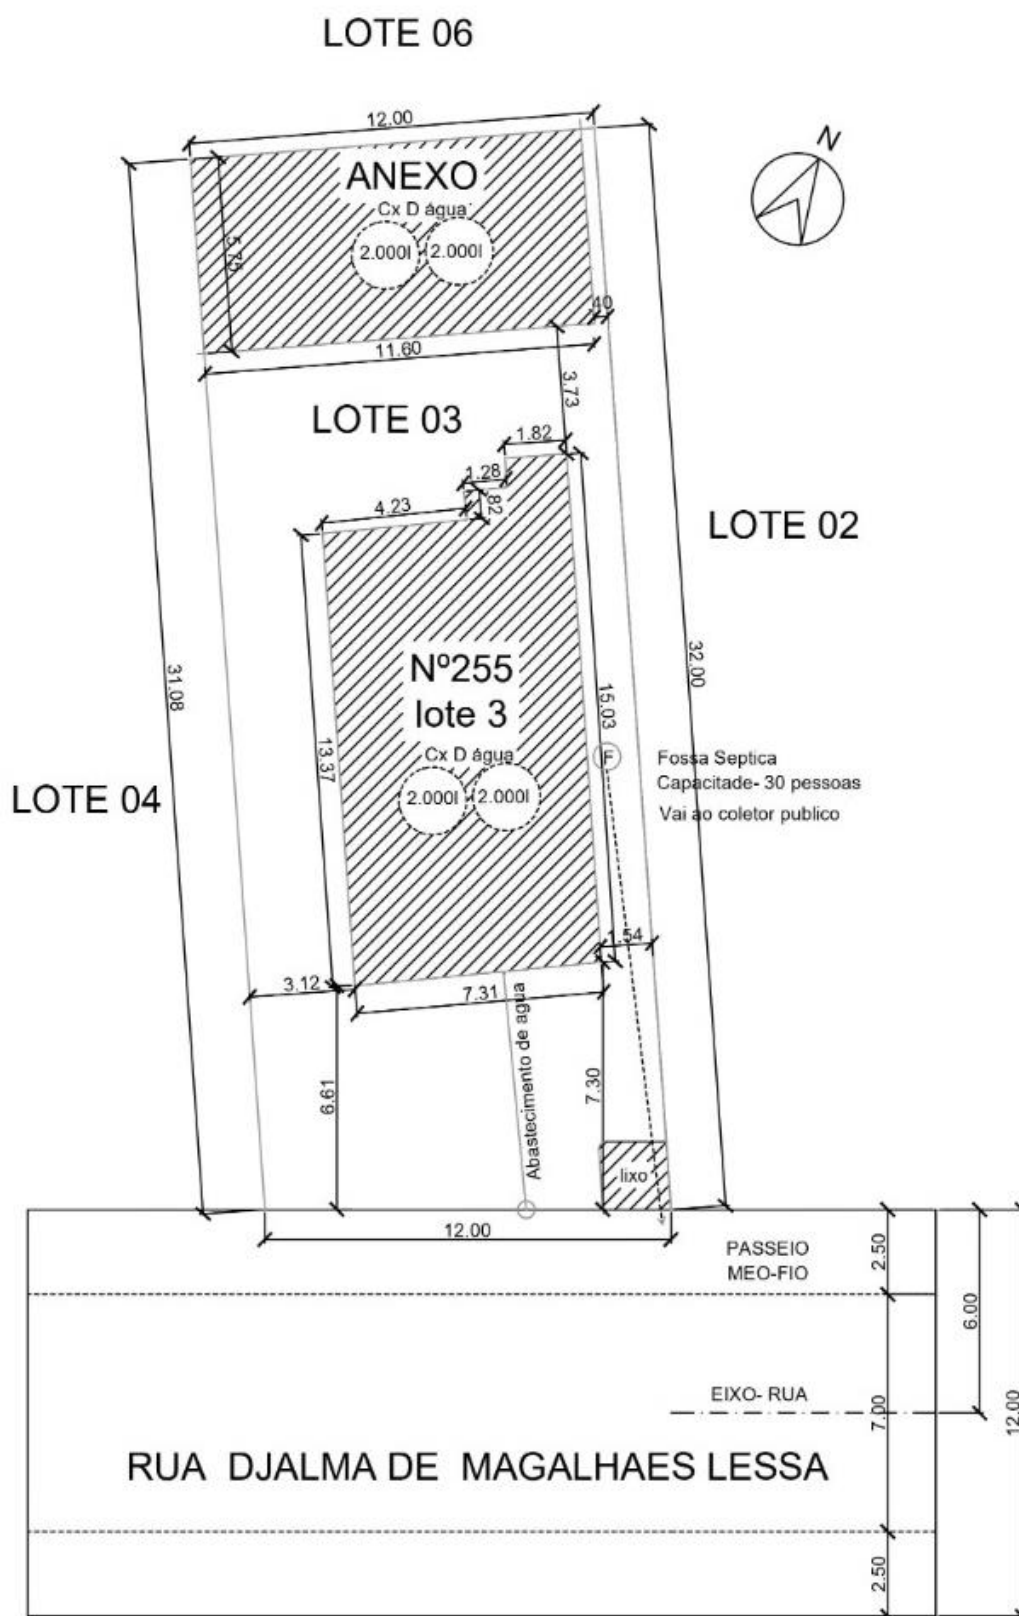 LOTE 06
12.00
N
ANEXO
Cx D água
2.000l
2.000l
5.75
40
11.60
3.73
LOTE 03
1.82
1.28
.82
4.23
LOTE 02
Nº255
lote 3
32.00
31.08
15.03
13.37
Cx D água
2.000l
2.000l
F
Fossa Septica
Capacitade- 30 pessoas
Vai ao coletor publico
LOTE 04
1.54
3.12
7.31
Abastecimento de agua
6.61
7.30
lixo
12.00
PASSEIO
MEO-FIO
2.50
6.00
EIXO- RUA
7.00
12.00
RUA DJALMA DE MAGALHAES LESSA
2.50